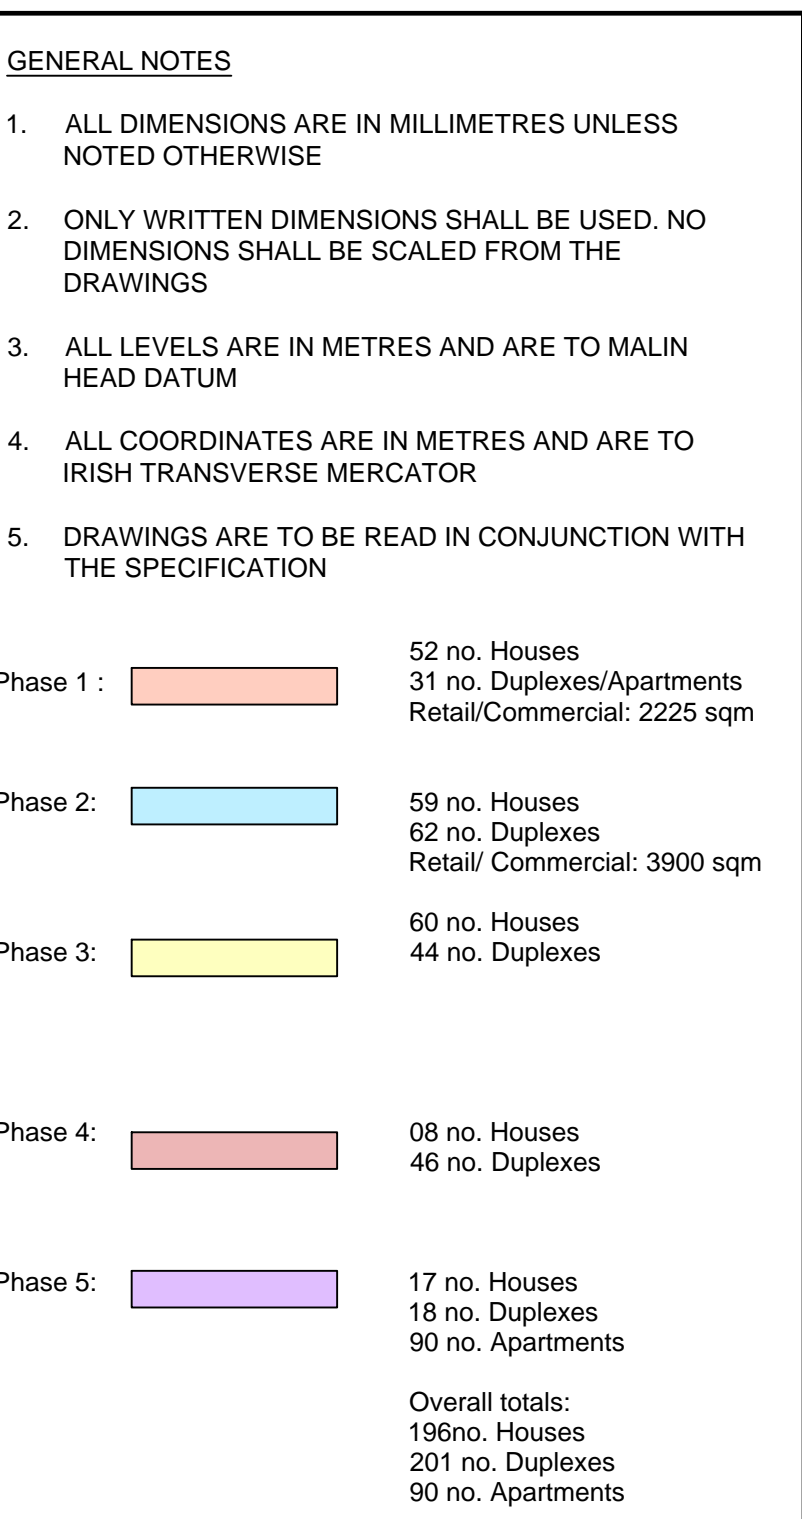 GENERAL NOTES
1. ALL DIMENSIONS ARE IN MILLIMETRES UNLESS
NOTED OTHERWISE
2. ONLY WRITTEN DIMENSIONS SHALL BE USED. NO
DIMENSIONS SHALL BE SCALED FROM THE
DRAWINGS
3. ALL LEVELS ARE IN METRES AND ARE TO MALIN
HEAD DATUM
4. ALL COORDINATES ARE IN METRES AND ARE TO
IRISH TRANSVERSE MERCATOR
5. DRAWINGS ARE TO BE READ IN CONJUNCTION WITH
THE SPECIFICATION
Phase 1 :
52 no. Houses
31 no. Duplexes/Apartments
Retail/Commercial: 2225 sqm
Phase 2:
59 no. Houses
62 no. Duplexes
Retail/ Commercial: 3900 sqm
Phase 3:
60 no. Houses
44 no. Duplexes
Phase 4:
08 no. Houses
46 no. Duplexes
Phase 5:
17 no. Houses
18 no. Duplexes
90 no. Apartments
Overall totals:
196no. Houses
201 no. Duplexes
90 no. Apartments